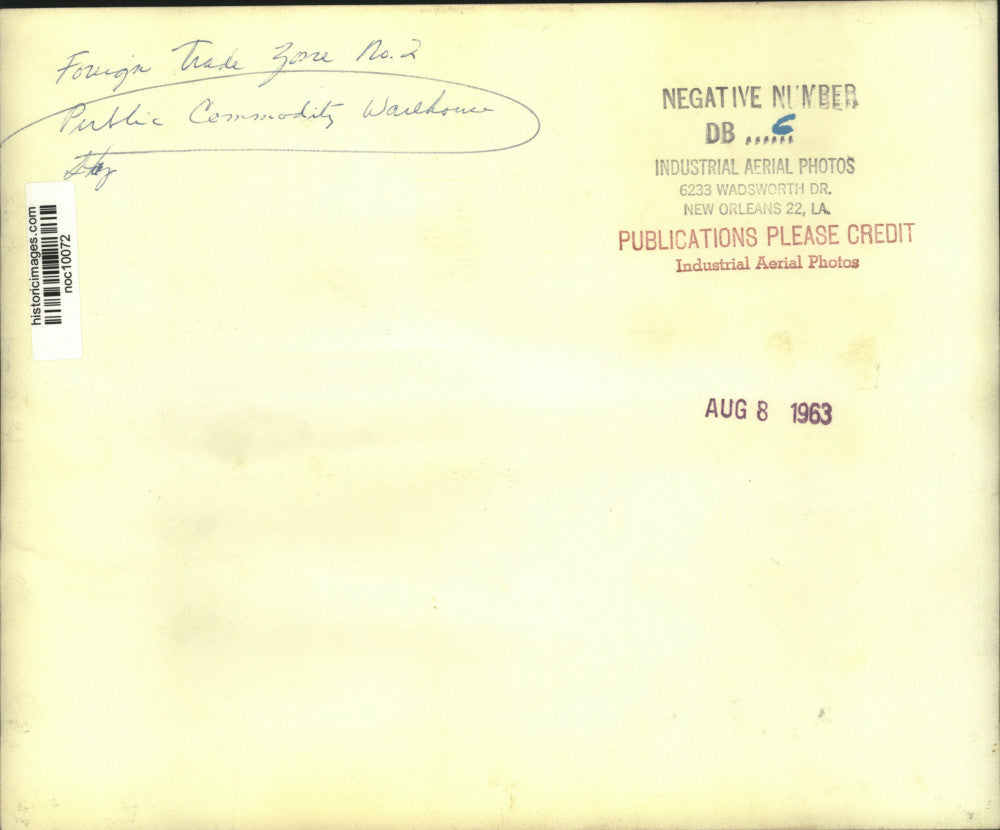 Foreign Trade Zone No. 2
Public Commodity Warehouse
historicimages.com
noc10072
NEGATIVE NUMBER
DB ...... 6
INDUSTRIAL AERIAL PHOTOS
6233 WADSWORTH DR.
NEW ORLEANS 22, LA.
PUBLICATIONS PLEASE CREDIT
Industrial Aerial Photos
AUG 8 1963